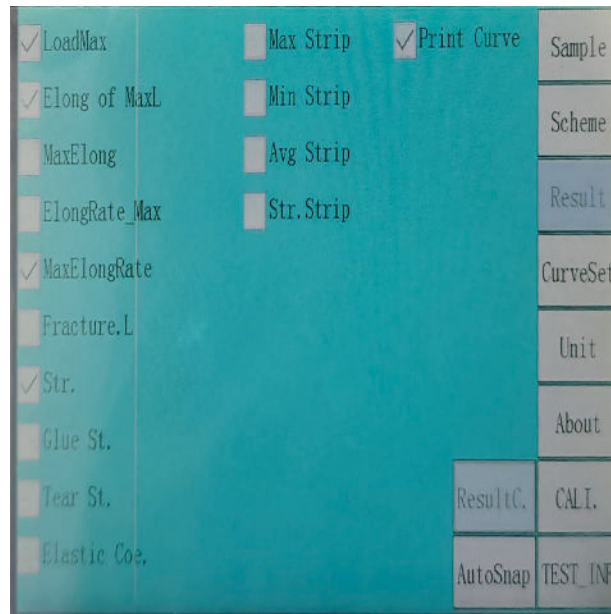 LoadMax
Elong of MaxL
MaxElong
ElongRate_Max
MaxElongRate
Fracture.L
Str.
Glue St.
Tear St.
Elastic Coe.
Max Strip
Min Strip
Avg Strip
Str.Strip
Print Curve
Sample
Scheme
Result
CurveSet
Unit
About
ResultC.
CALI.
AutoSnap
TEST_INF